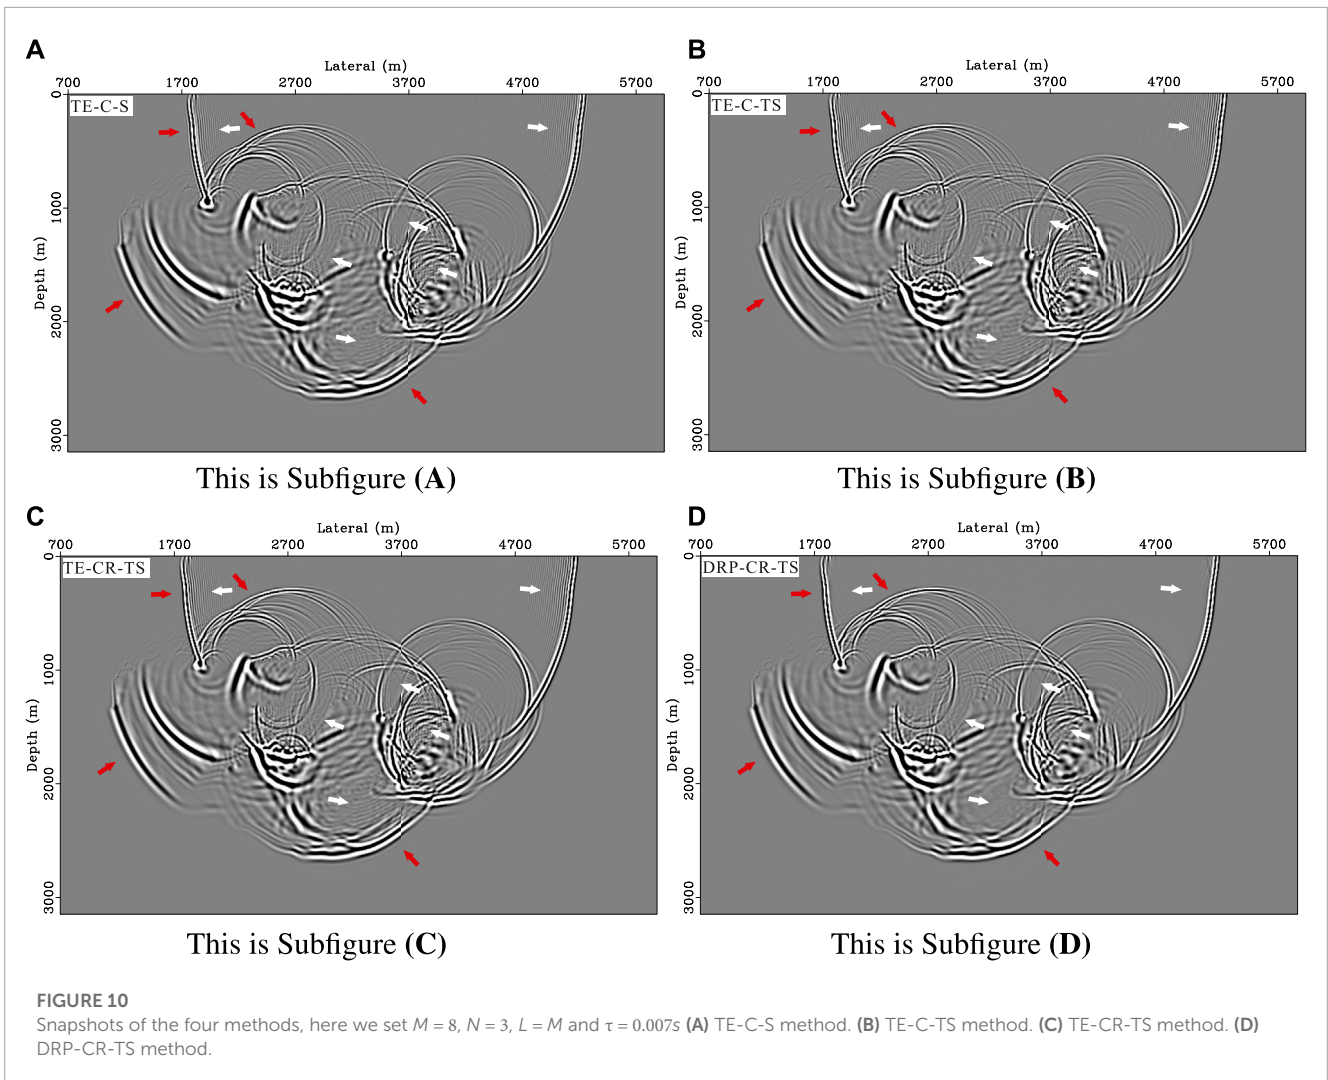 A
Lateral (m)
700 1700 2700 3700 4700 5700
TE-C-S
Depth (m)
0 1000 2000 3000
This is Subfigure (A)
B
Lateral (m)
700 1700 2700 3700 4700 5700
TE-C-TS
Depth (m)
0 1000 2000 3000
This is Subfigure (B)
C
Lateral (m)
700 1700 2700 3700 4700 5700
TE-CR-TS
Depth (m)
0 1000 2000 3000
This is Subfigure (C)
D
Lateral (m)
700 1700 2700 3700 4700 5700
DRP-CR-TS
Depth (m)
0 1000 2000 3000
This is Subfigure (D)
FIGURE 10
Snapshots of the four methods, here we set M = 8, N = 3, L = M and τ = 0.007s (A) TE-C-S method. (B) TE-C-TS method. (C) TE-CR-TS method. (D)
DRP-CR-TS method.